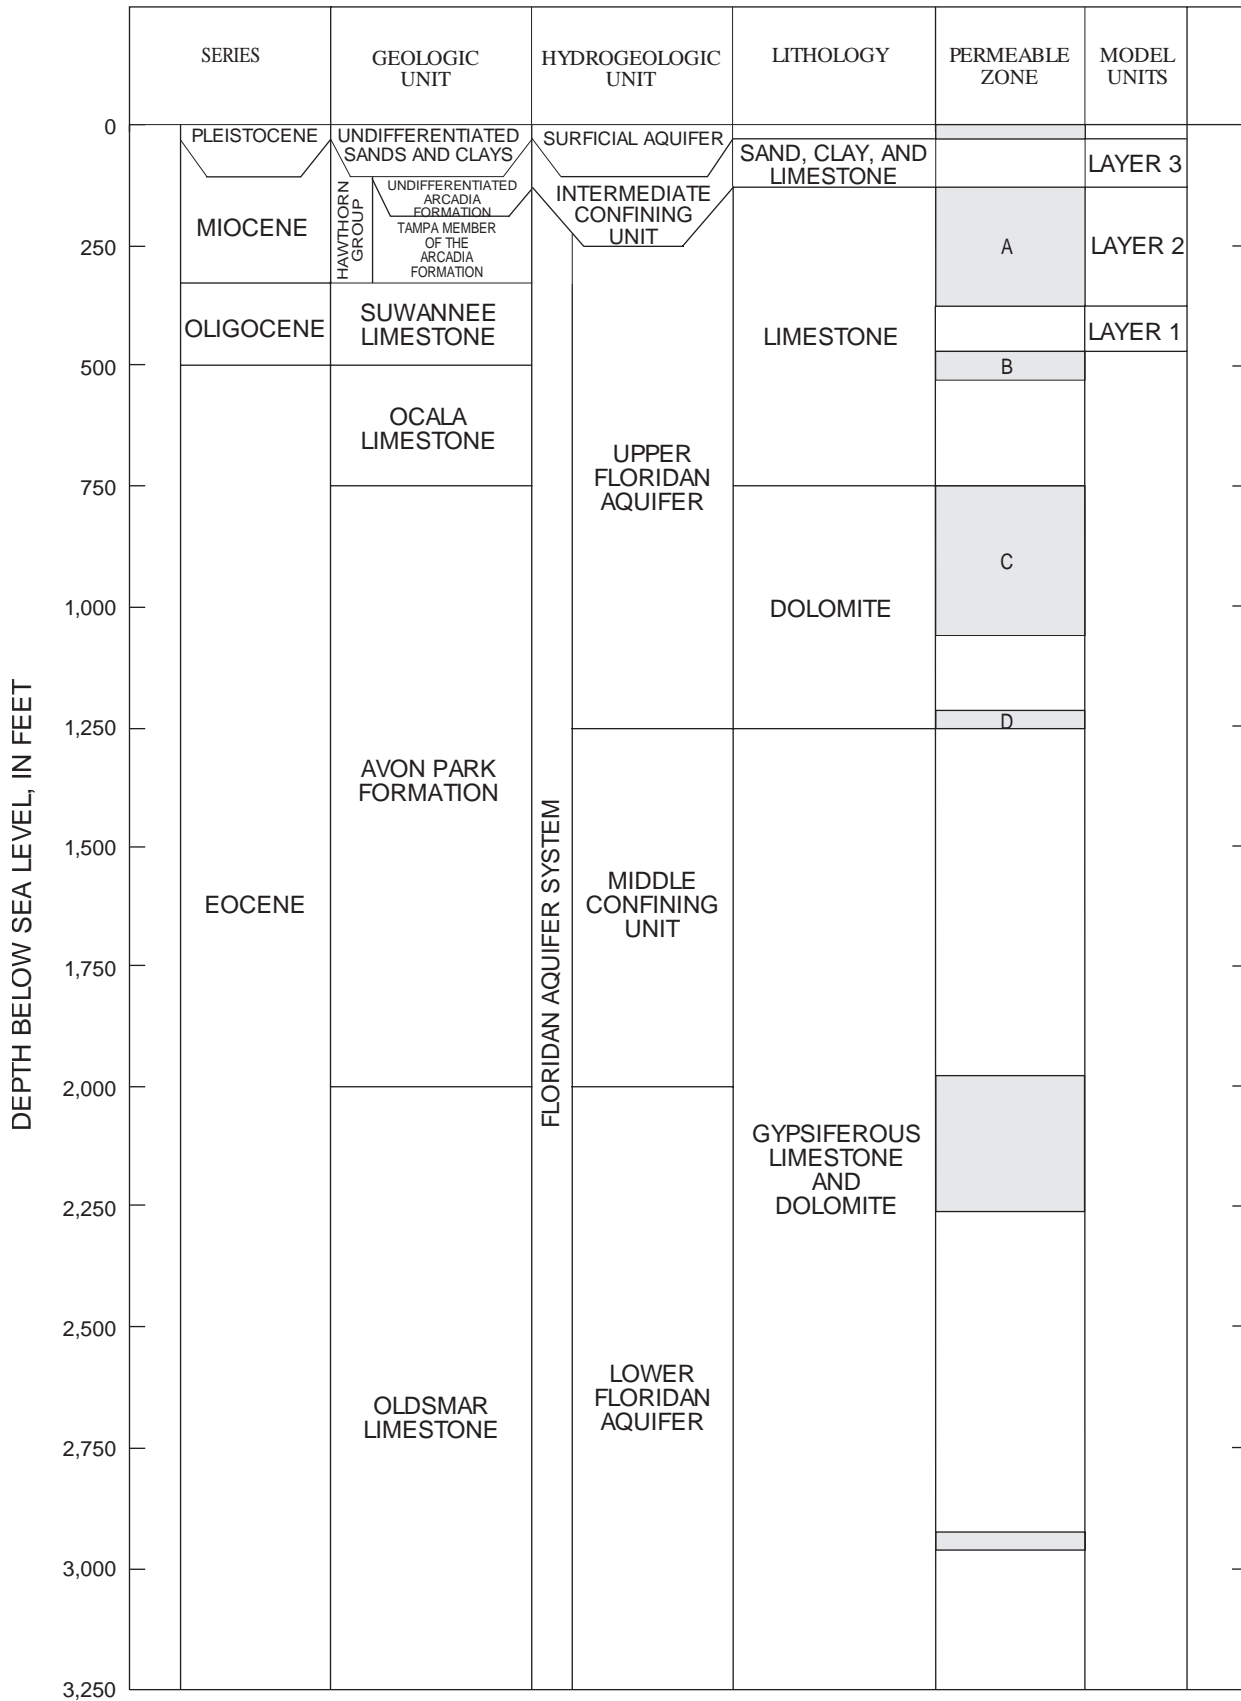 SERIES
GEOLOGIC
UNIT
HYDROGEOLOGIC
UNIT
LITHOLOGY
PERMEABLE
ZONE
MODEL
UNITS
DEPTH BELOW SEA LEVEL, IN FEET
0
250
500
750
1,000
1,250
1,500
1,750
2,000
2,250
2,500
2,750
3,000
3,250
PLEISTOCENE
MIOCENE
OLIGOCENE
EOCENE
UNDIFFERENTIATED
SANDS AND CLAYS
HAWTHORN
GROUP
UNDIFFERENTIATED
ARCADIA
FORMATION
TAMPA MEMBER
OF THE
ARCADIA
FORMATION
SUWANNEE
LIMESTONE
OCALA
LIMESTONE
AVON PARK
FORMATION
OLDSMAR
LIMESTONE
SURFICIAL AQUIFER
INTERMEDIATE
CONFINING
UNIT
FLORIDAN AQUIFER SYSTEM
UPPER
FLORIDAN
AQUIFER
MIDDLE
CONFINING
UNIT
LOWER
FLORIDAN
AQUIFER
SAND, CLAY, AND
LIMESTONE
LIMESTONE
DOLOMITE
GYPSIFEROUS
LIMESTONE
AND
DOLOMITE
A
B
C
D
LAYER 3
LAYER 2
LAYER 1